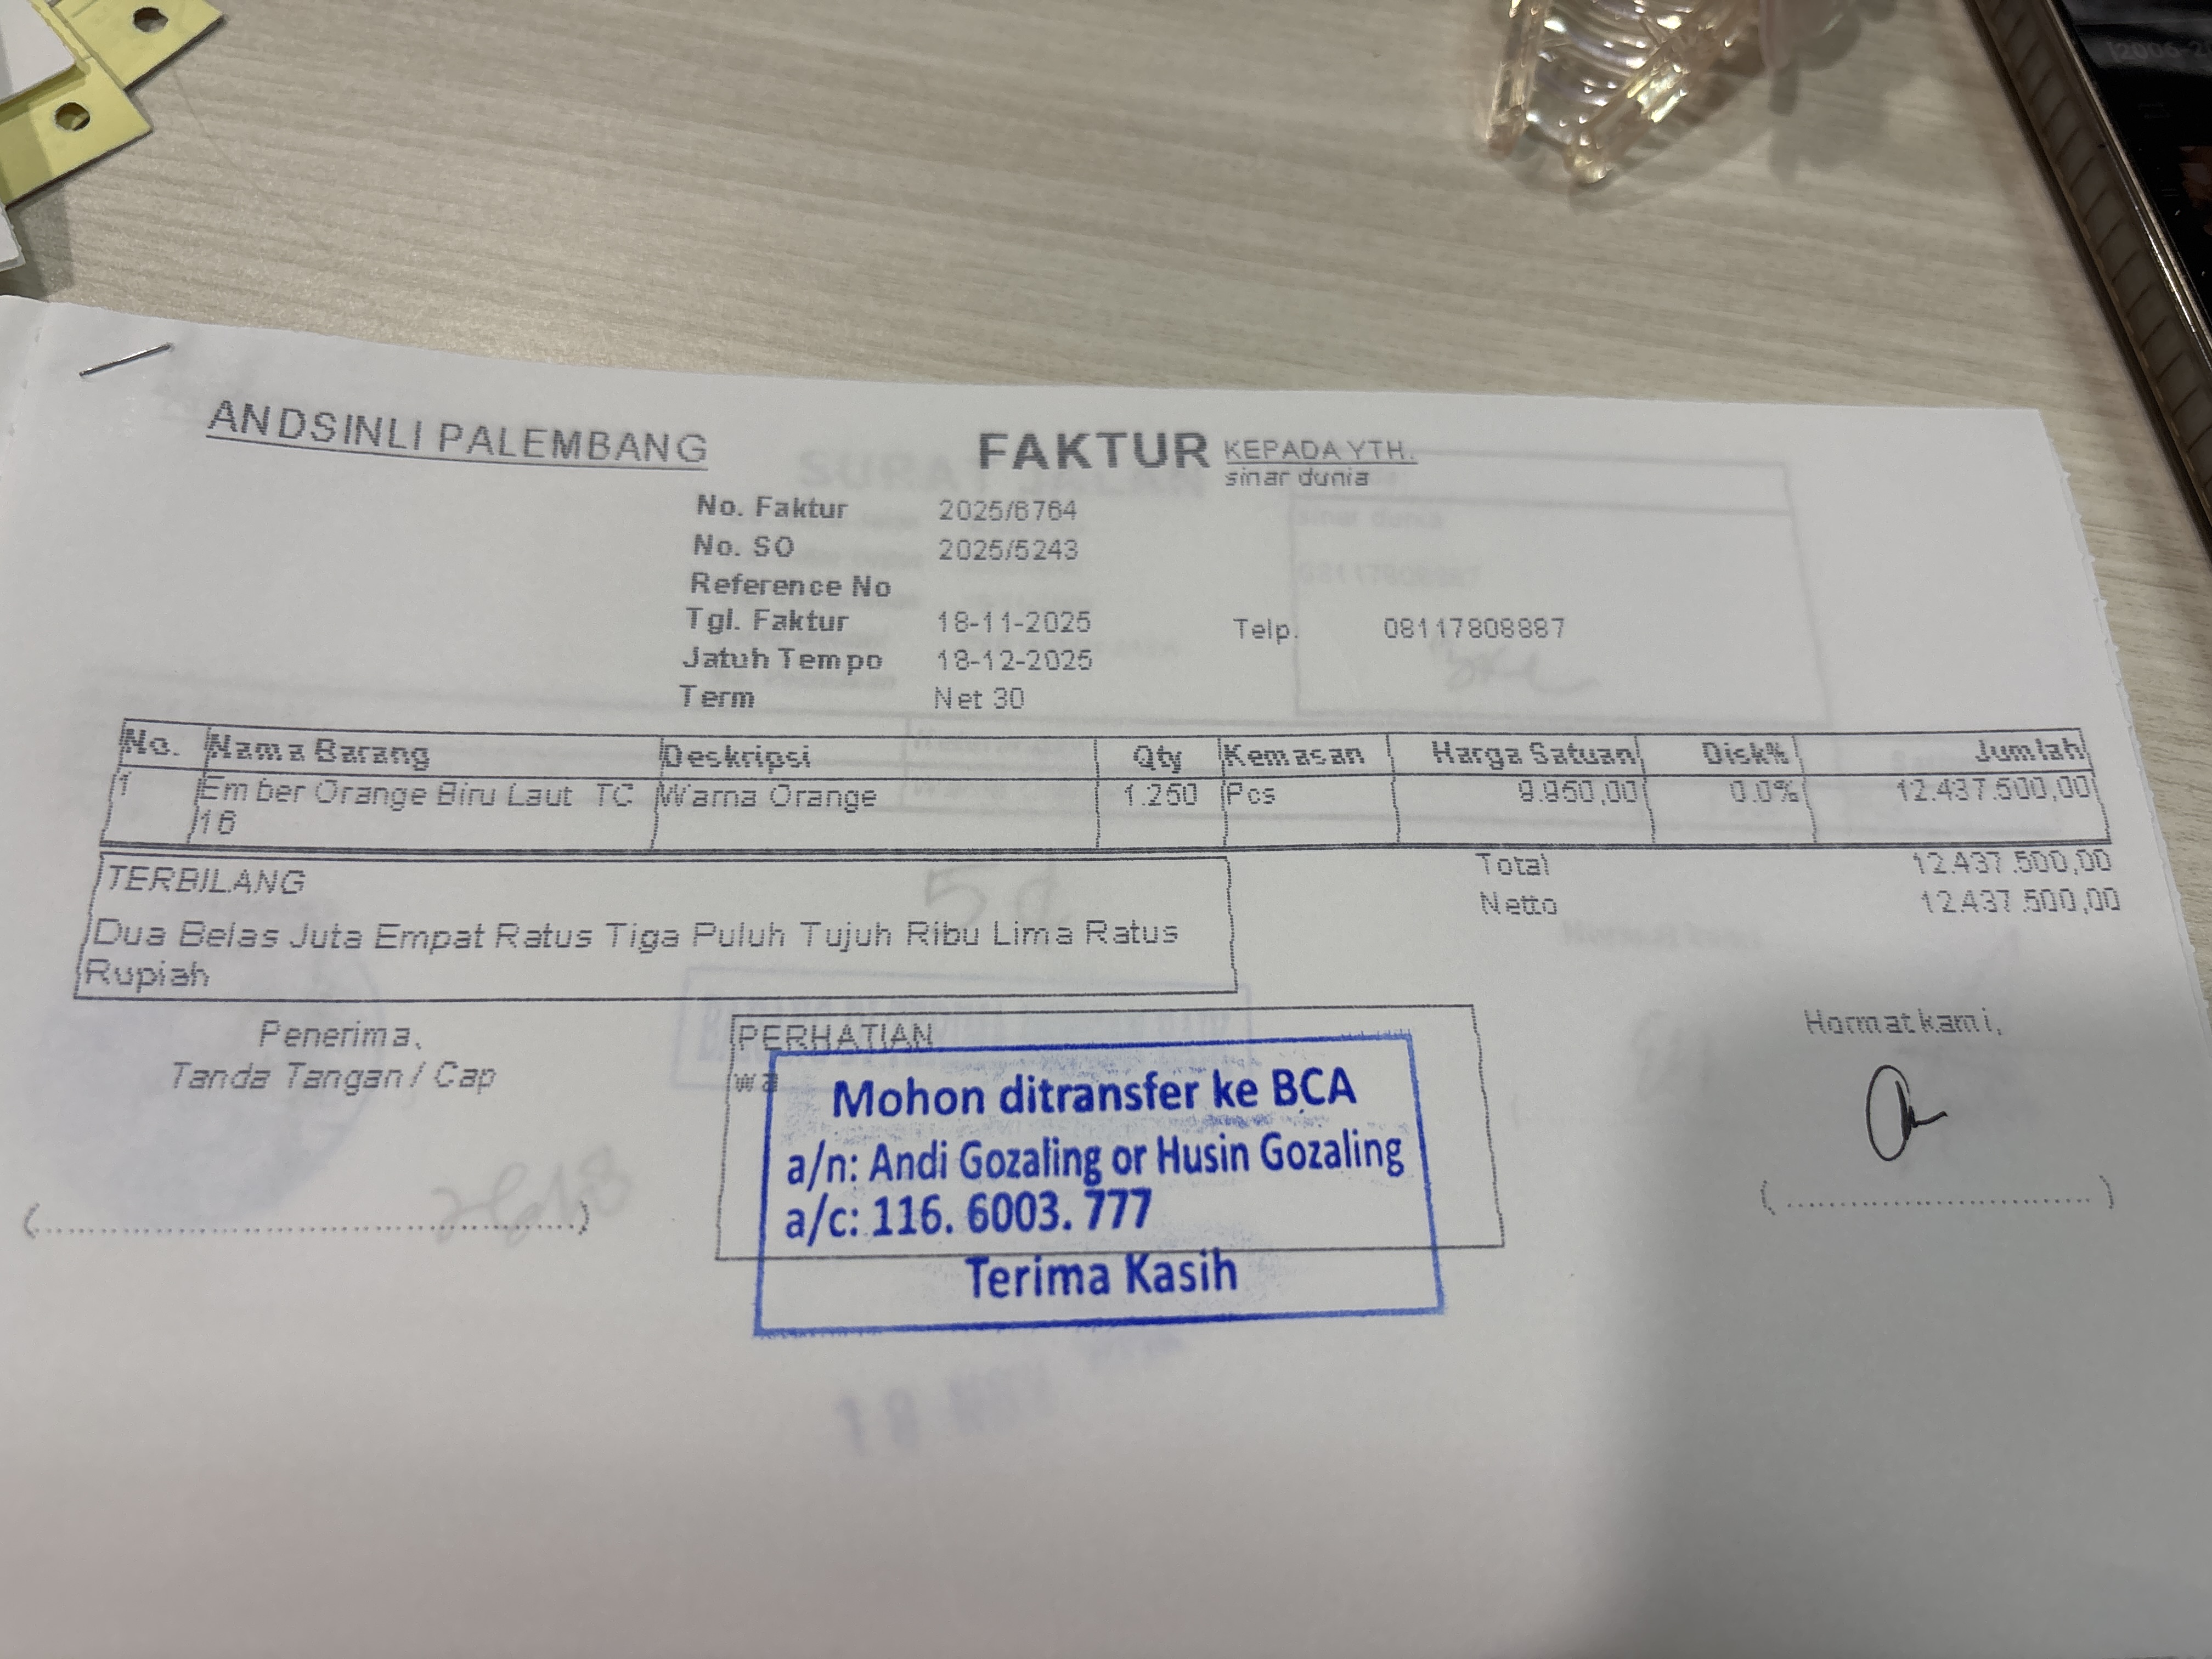 ANDSINLI PALEMBANG
FAKTUR
KEPADA YTH.
sinar dunia
No. Faktur 2025/6764
No. SO 2025/5243
Reference No
Tgl. Faktur 18-11-2025
Telp. 08117808887
Jatuh Tempo 18-12-2025
Term Net 30
No. Nama Barang Deskripsi Qty Kemasan Harga Satuan Disk% Jumlah
1 Ember Orange Biru Laut TC Warna Orange 1.250 Pcs 9.950,00 0.0% 12.437.500,00
16
Total 12.437.500,00
Netto 12.437.500,00
TERBILANG
Dua Belas Juta Empat Ratus Tiga Puluh Tujuh Ribu Lima Ratus
Rupiah
Penerima,
Tanda Tangan / Cap
PERHATIAN
wa
Mohon ditransfer ke BCA
a/n: Andi Gozaling or Husin Gozaling
a/c: 116. 6003. 777
Terima Kasih
Hormat kami,